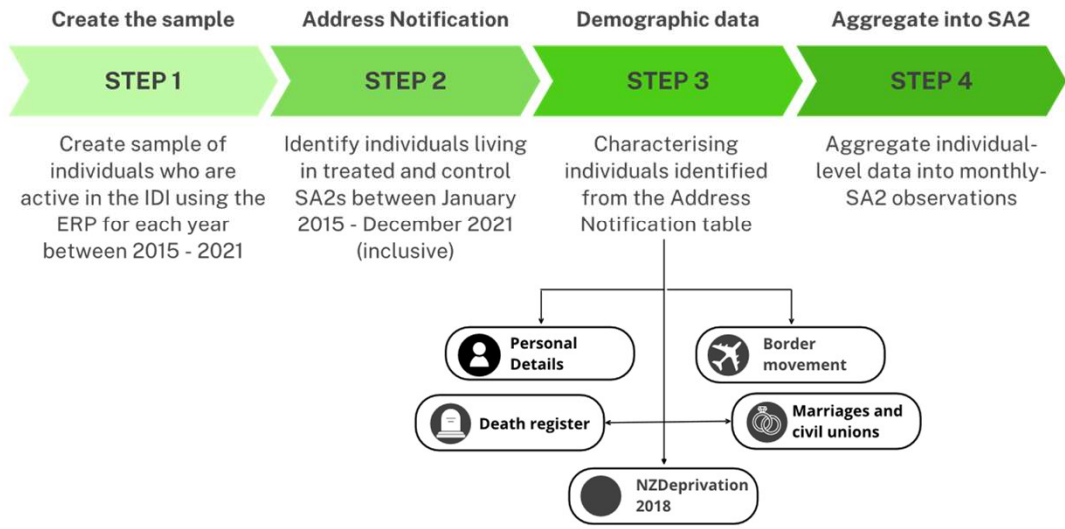 Create the sample
Address Notification
Demographic data
Aggregate into SA2
STEP 1
STEP 2
STEP 3
STEP 4
Create sample of
individuals who are
active in the IDI using the
ERP for each year
between 2015 - 2021
Identify individuals living
in treated and control
SA2s between January
2015 - December 2021
(inclusive)
Characterising
individuals identified
from the Address
Notification table
Aggregate individual-
level data into monthly-
SA2 observations
Personal
Details
Border
movement
Death register
Marriages and
civil unions
NZDeprivation
2018